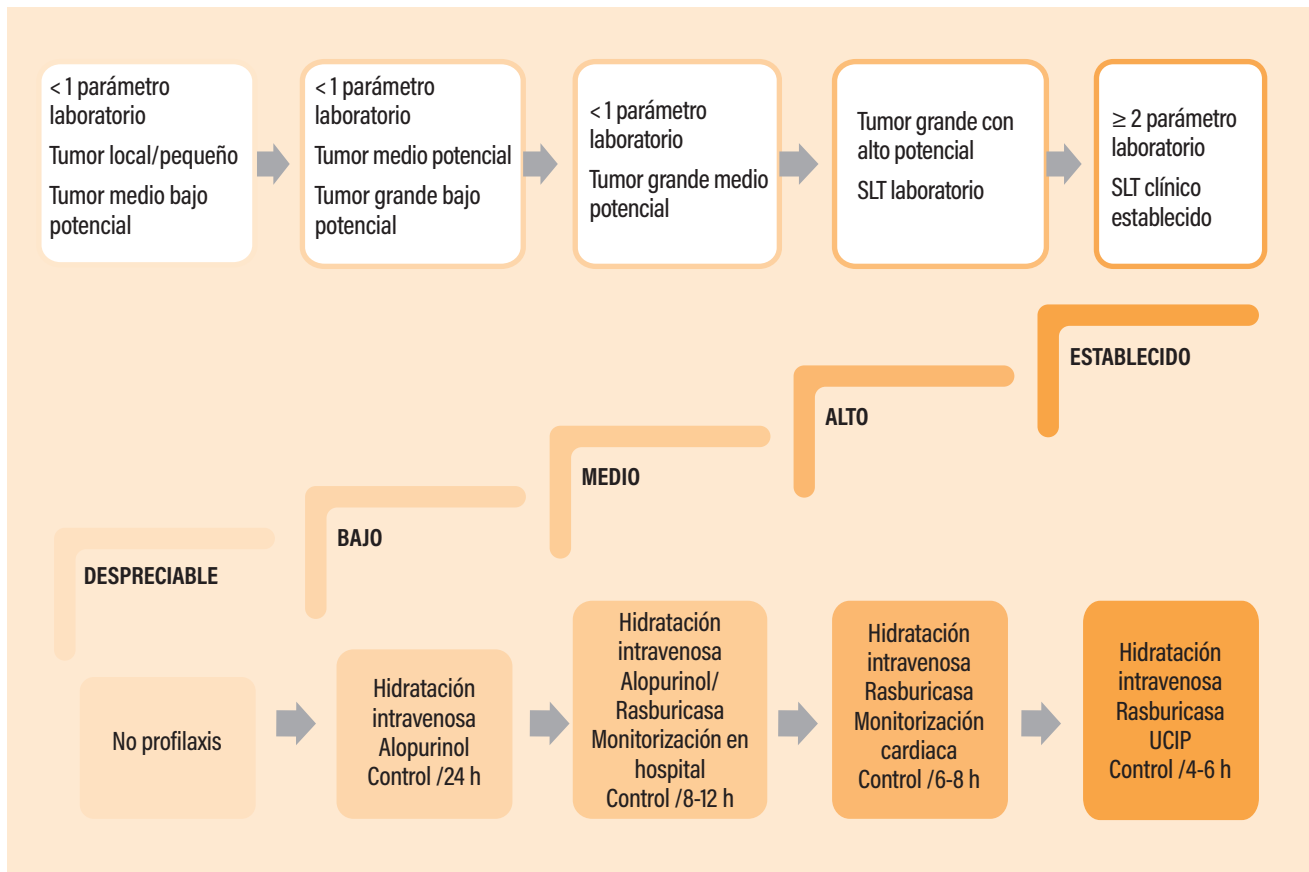 < 1 parámetro
laboratorio
Tumor local/pequeño
Tumor medio bajo
potencial
< 1 parámetro
laboratorio
Tumor medio potencial
Tumor grande bajo
potencial
< 1 parámetro
laboratorio
Tumor grande medio
potencial
Tumor grande con
alto potencial
SLT laboratorio
≥ 2 parámetro
laboratorio
SLT clínico
establecido
ESTABLECIDO
ALTO
MEDIO
BAJO
DESPRECIABLE
No profilaxis
Hidratación
intravenosa
Alopurinol
Control /24 h
Hidratación
intravenosa
Alopurinol/
Rasburicasa
Monitorización en
hospital
Control /8-12 h
Hidratación
intravenosa
Rasburicasa
Monitorización
cardiaca
Control /6-8 h
Hidratación
intravenosa
Rasburicasa
UCIP
Control /4-6 h